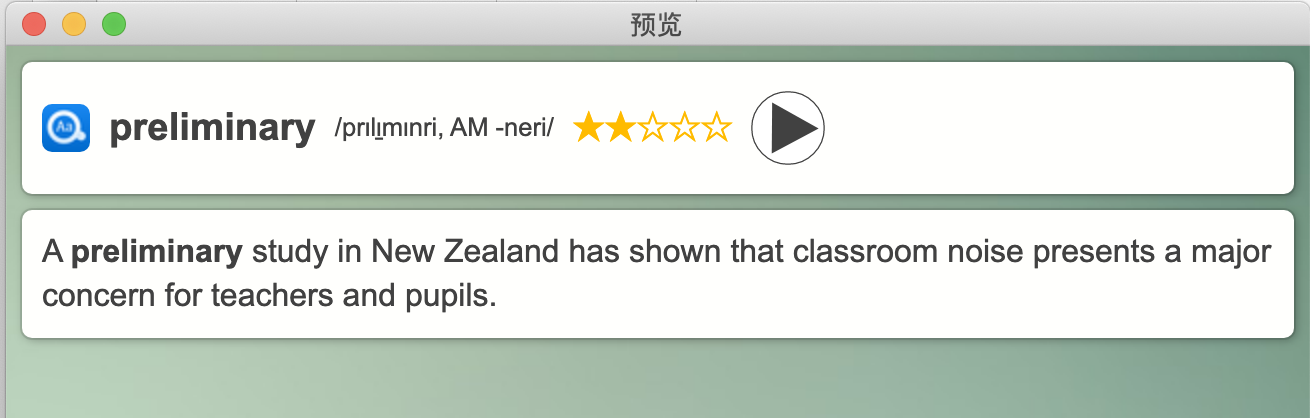 预览
Aa preliminary /prɪlɪ̱mɪnri, AM -neri/ ★★☆☆☆
A preliminary study in New Zealand has shown that classroom noise presents a major
concern for teachers and pupils.